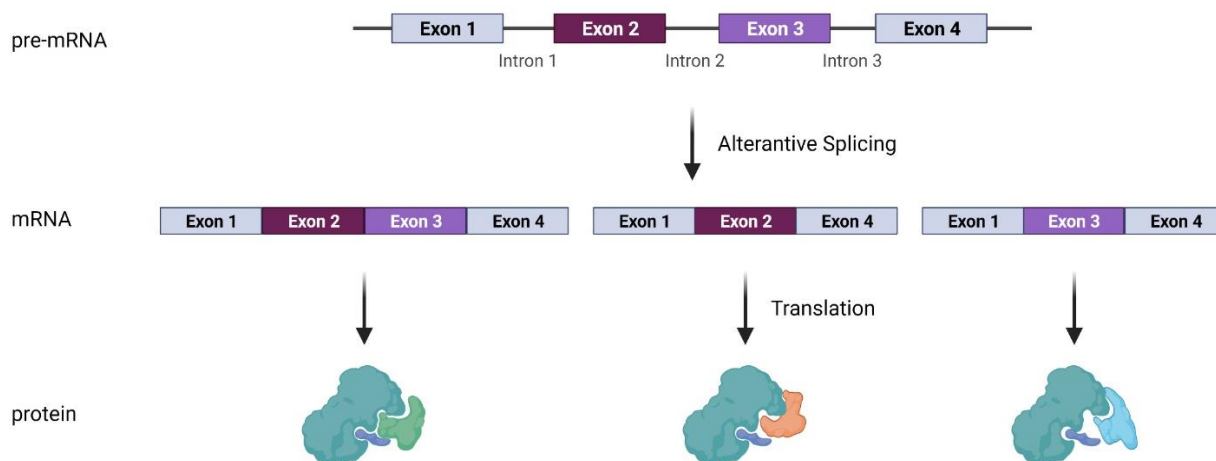 pre-mRNA
Exon 1 Exon 2 Exon 3 Exon 4
Intron 1 Intron 2 Intron 3
Alterantive Splicing
mRNA
Exon 1 Exon 2 Exon 3 Exon 4 Exon 1 Exon 2 Exon 4 Exon 1 Exon 3 Exon 4
Translation
protein